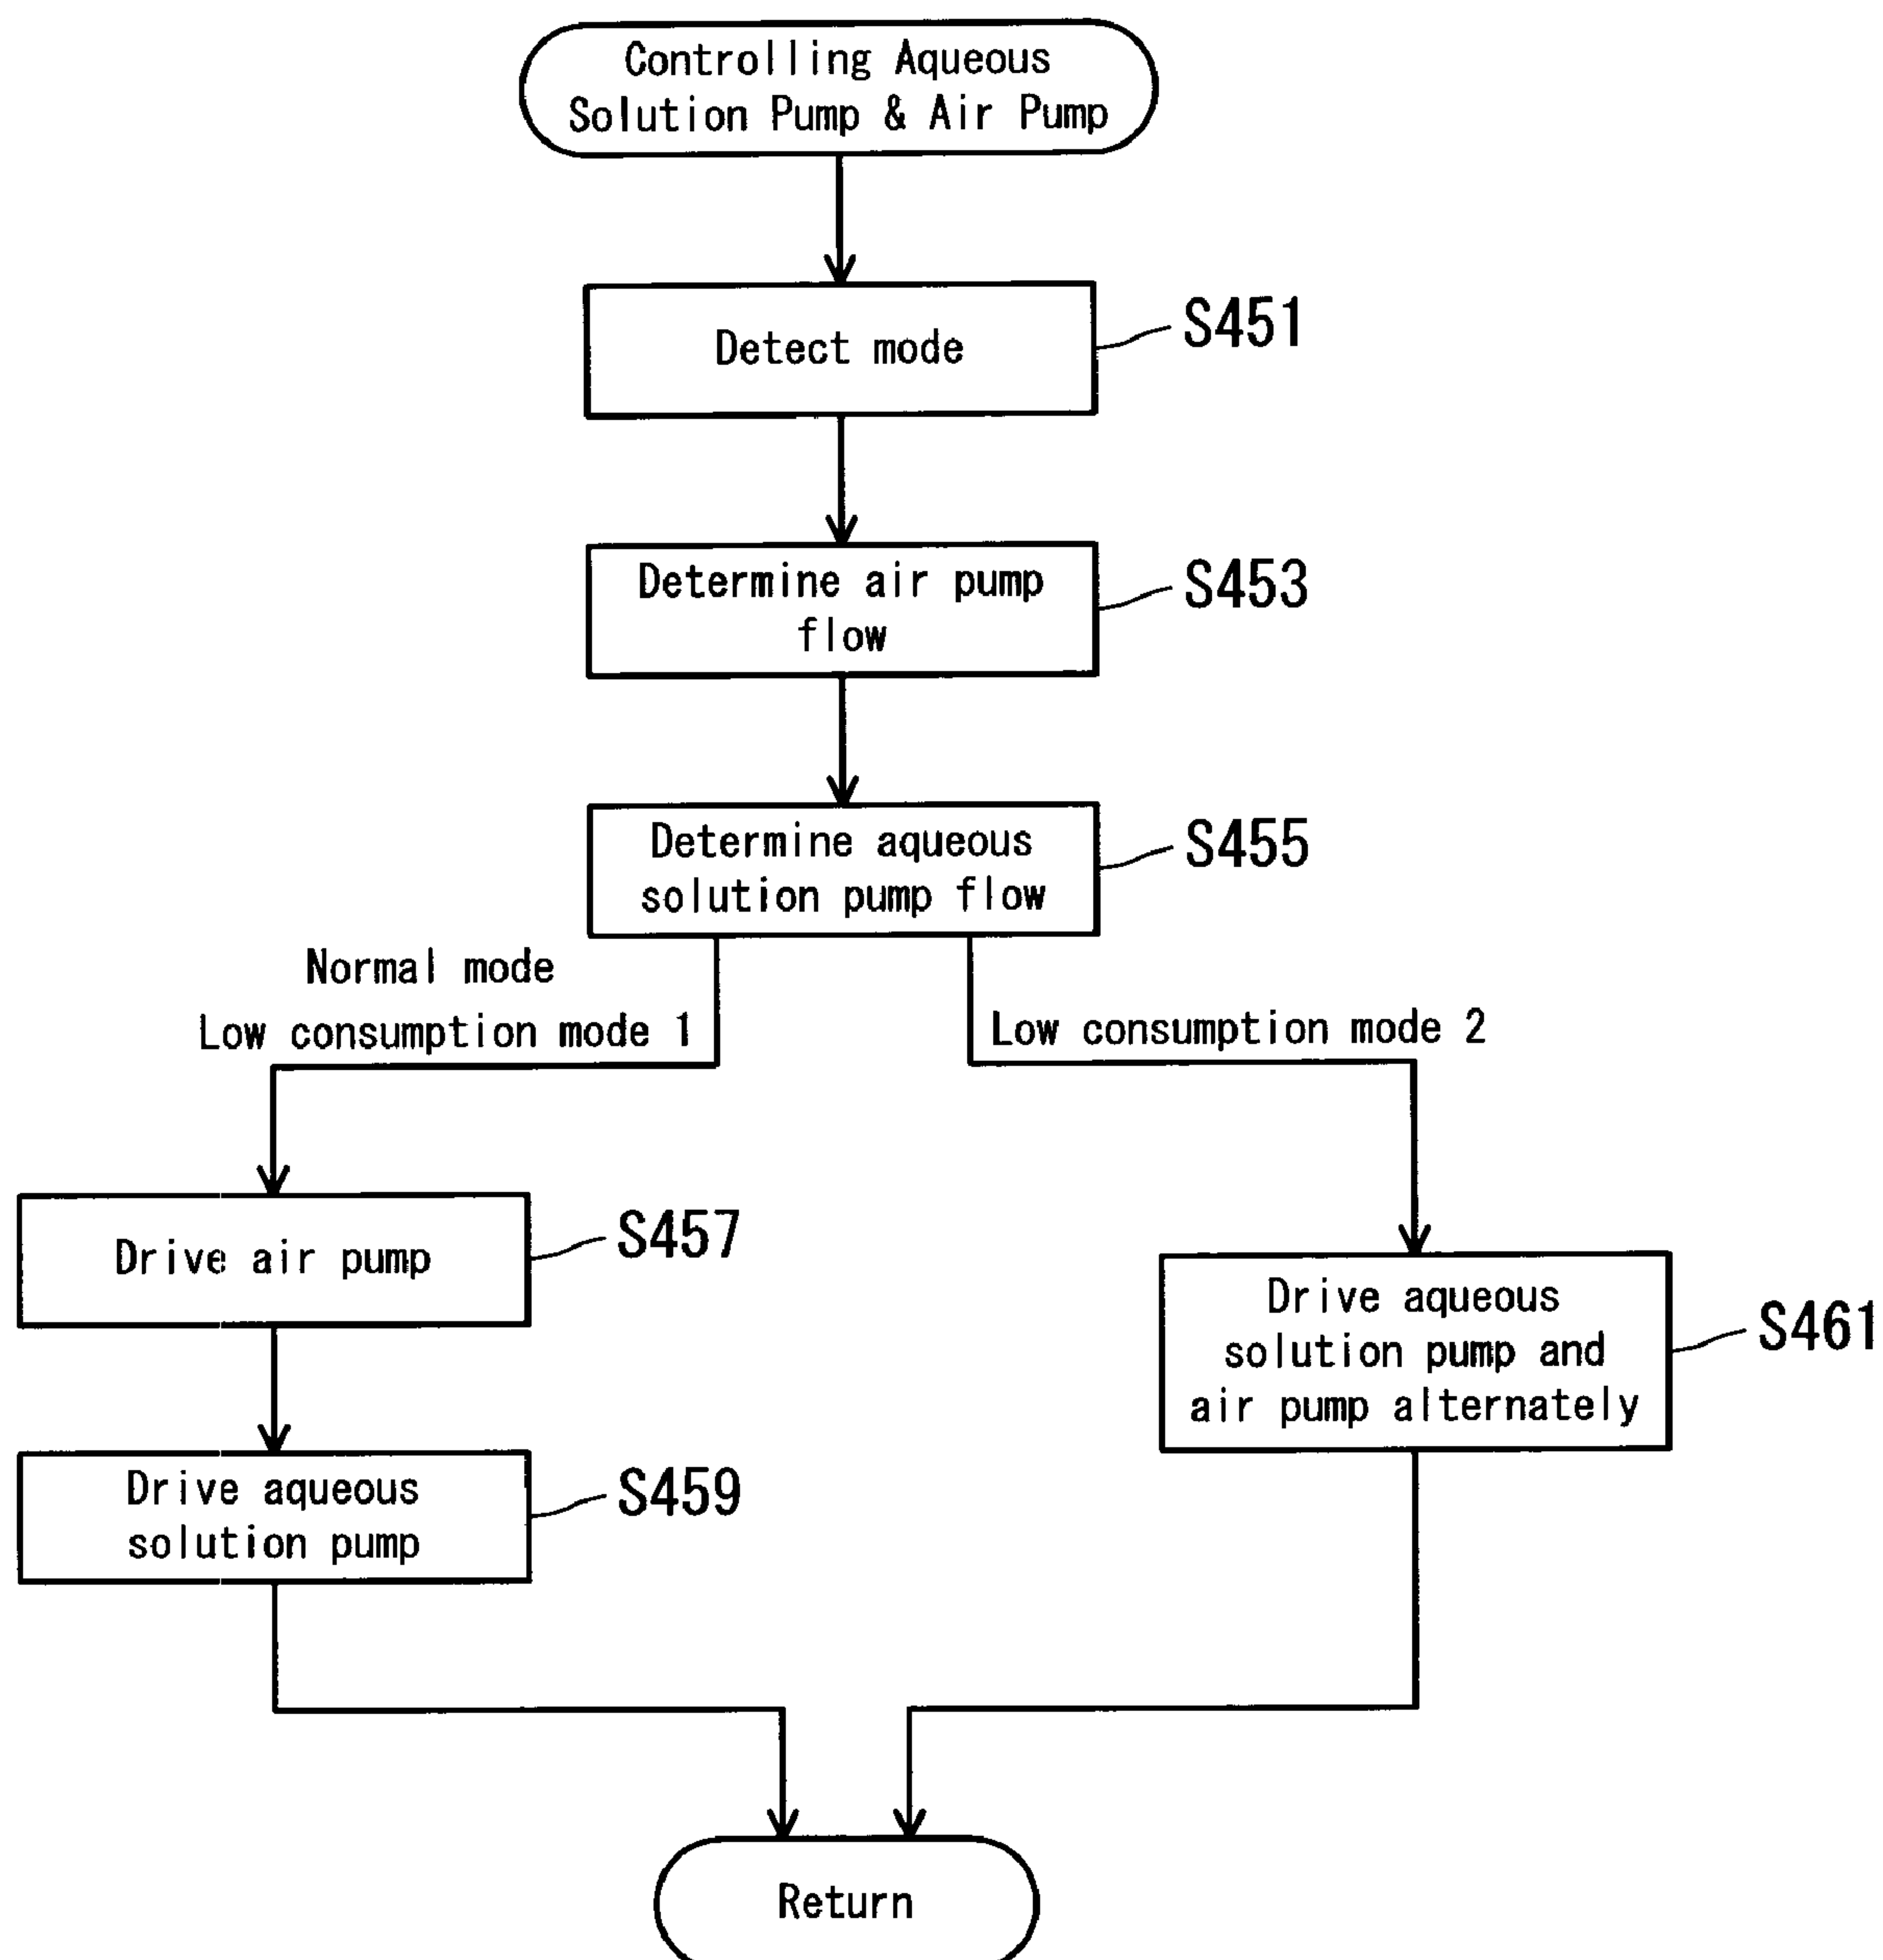 Controlling Aqueous
Solution Pump & Air Pump
Detect mode
S451
Determine air pump
flow
S453
Determine aqueous
solution pump flow
S455
Normal mode
Low consumption mode 1
Low consumption mode 2
Drive air pump
S457
Drive aqueous
solution pump and
air pump alternately
S461
Drive aqueous
solution pump
S459
Return